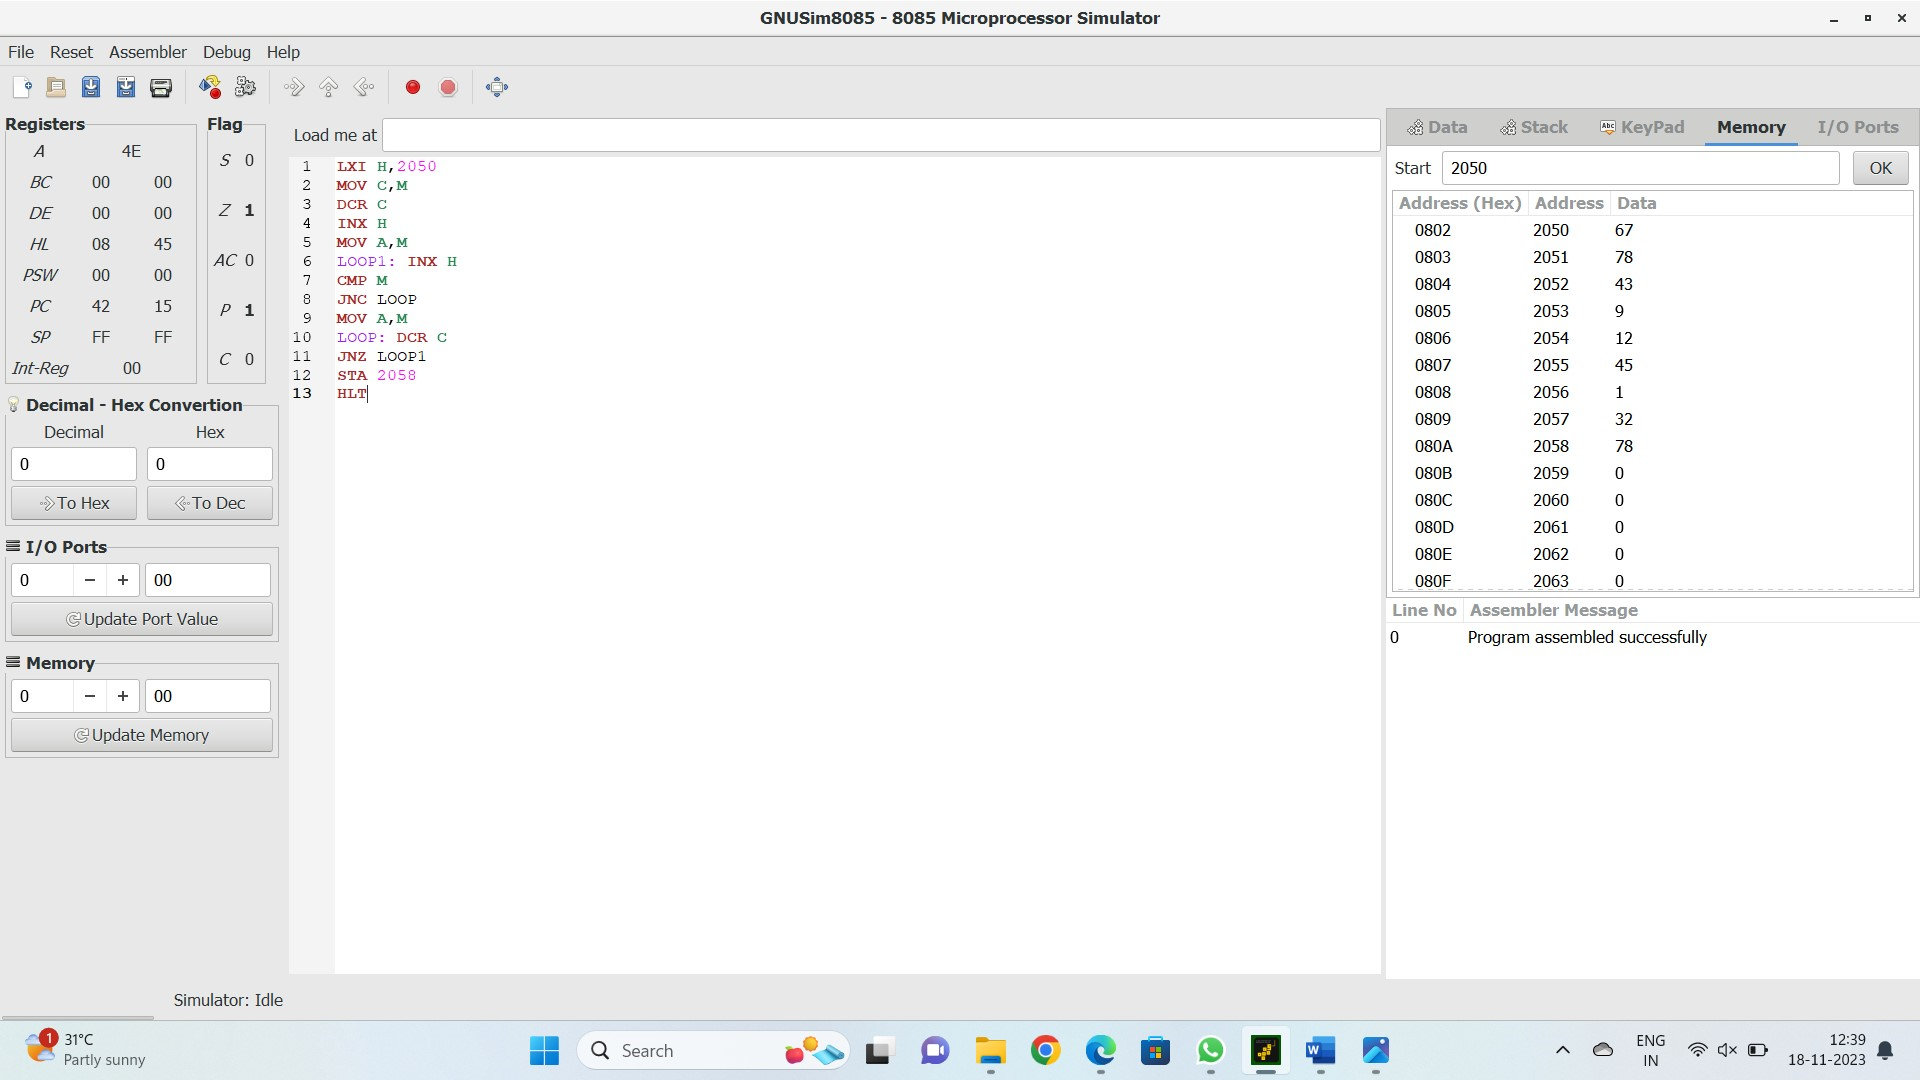 GNUSim8085 - 8085 Microprocessor Simulator
File Reset Assembler Debug Help
Registers
A 4E
BC 00 00
DE 00 00
HL 08 45
PSW 00 00
PC 42 15
SP FF FF
Int-Reg 00
Flag
S 0
Z 1
AC 0
P 1
C 0
Decimal - Hex Convertion
Decimal Hex
0 0
To Hex To Dec
I/O Ports
0 − + 00
Update Port Value
Memory
0 − + 00
Update Memory
Load me at
1 LXI H,2050
2 MOV C,M
3 DCR C
4 INX H
5 MOV A,M
6 LOOP1: INX H
7 CMP M
8 JNC LOOP
9 MOV A,M
10 LOOP: DCR C
11 JNZ LOOP1
12 STA 2058
13 HLT
Data Stack Abc KeyPad Memory I/O Ports
Start 2050 OK
Address (Hex) Address Data
0802 2050 67
0803 2051 78
0804 2052 43
0805 2053 9
0806 2054 12
0807 2055 45
0808 2056 1
0809 2057 32
080A 2058 78
080B 2059 0
080C 2060 0
080D 2061 0
080E 2062 0
080F 2063 0
Line No Assembler Message
0 Program assembled successfully
Simulator: Idle
1 31°C
Partly sunny
Search
W
ENG
IN
12:39
18-11-2023